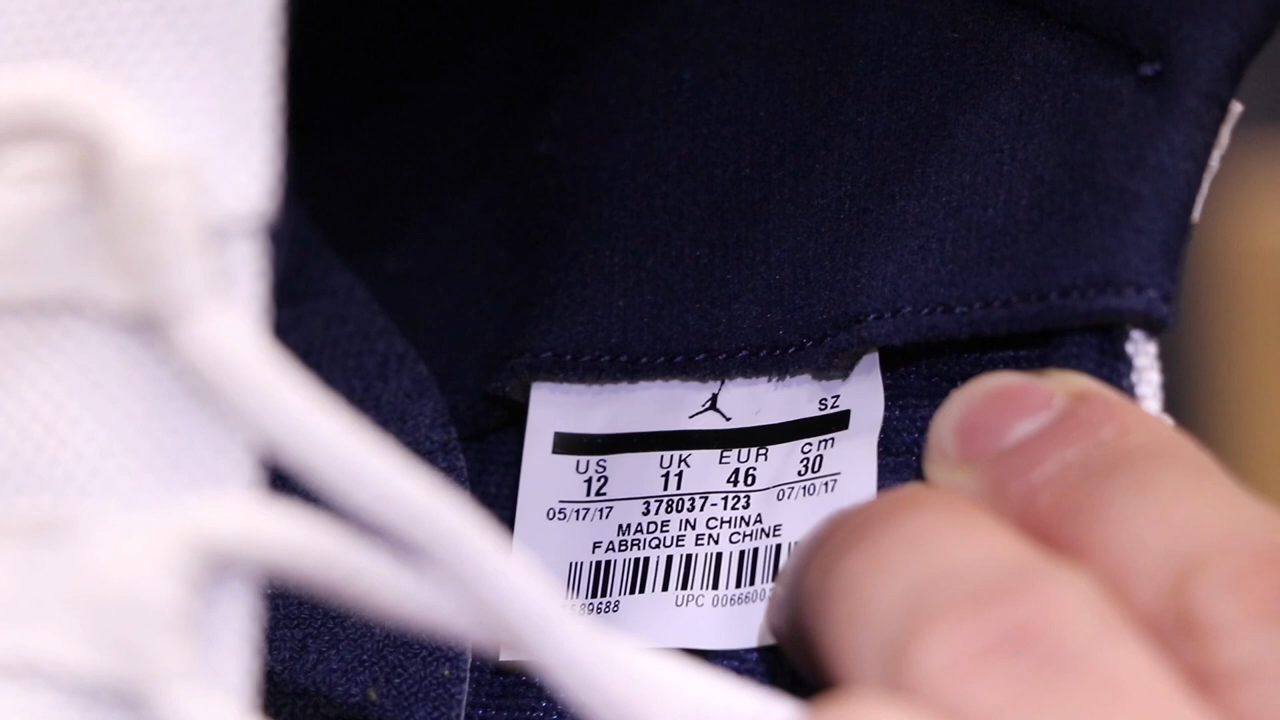 SZ
US UK EUR cm
12 11 46 30
05/17/17 378037-123 07/10/17
MADE IN CHINA
FABRIQUE EN CHINE
89688 UPC 0066600